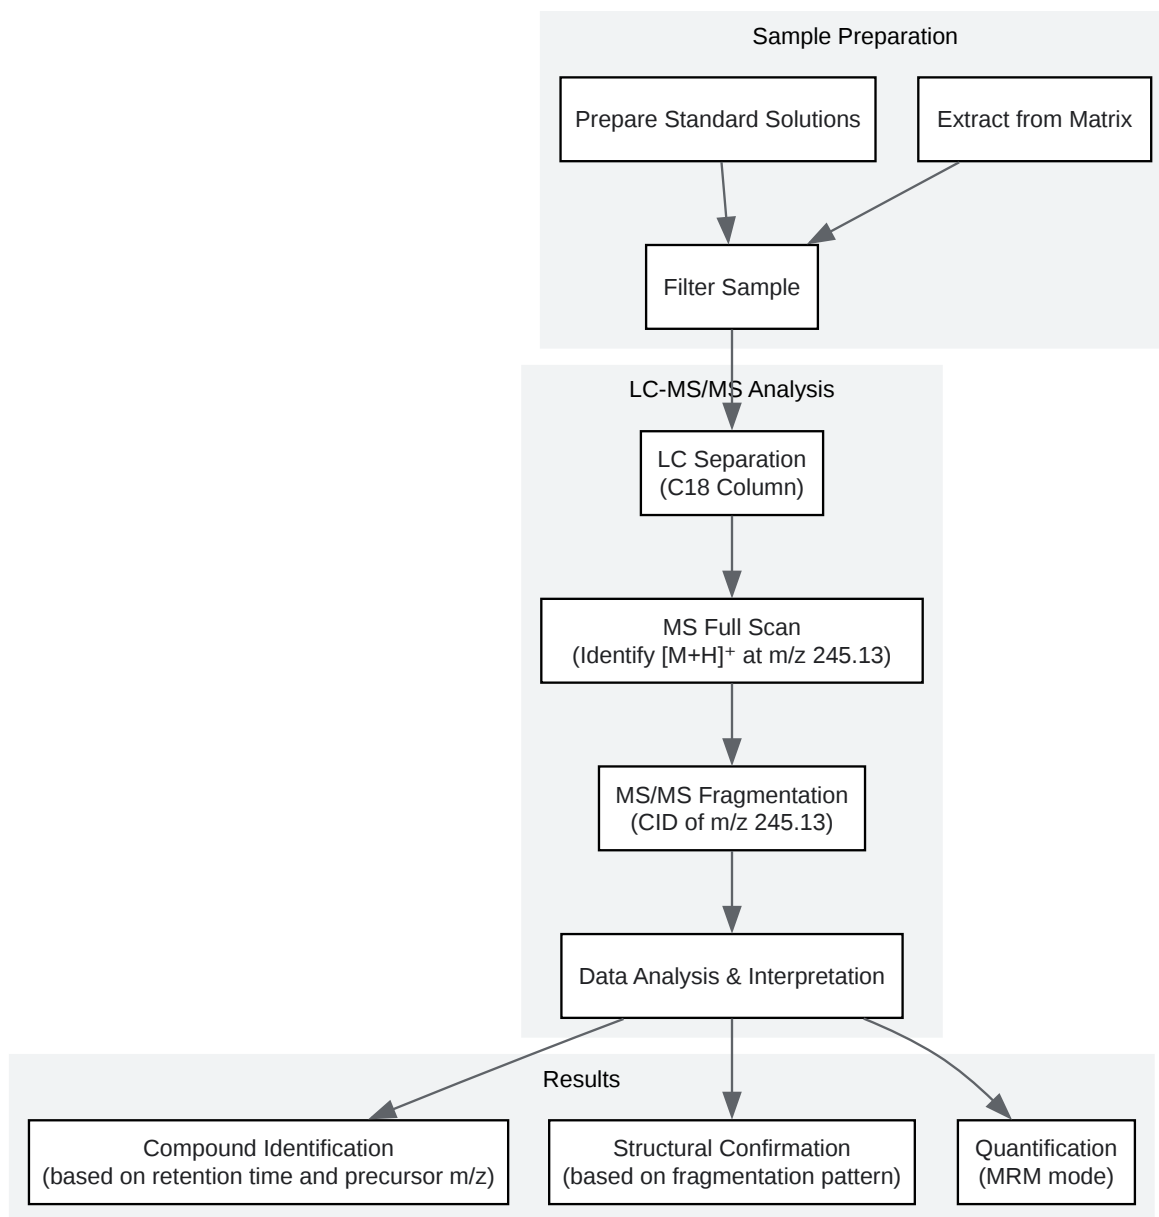 Sample Preparation
Prepare Standard Solutions
Extract from Matrix
Filter Sample
LC-MS/MS Analysis
LC Separation
(C18 Column)
MS Full Scan
(Identify [M+H]⁺ at m/z 245.13)
MS/MS Fragmentation
(CID of m/z 245.13)
Data Analysis & Interpretation
Results
Compound Identification
(based on retention time and precursor m/z)
Structural Confirmation
(based on fragmentation pattern)
Quantification
(MRM mode)